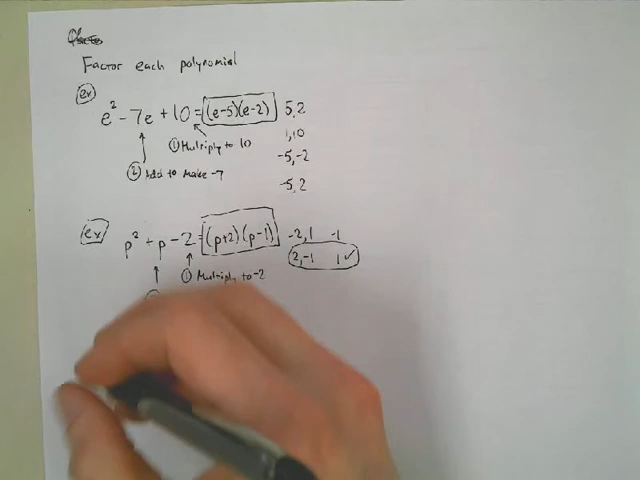 Factor each polynomial
ex
e² - 7e + 10 = (e-5)(e-2) 5,2
① Multiply to 10 1,10
-5,-2
② Add to make -7
-5,2
ex
p² + p - 2 = (p+2)(p-1) -2,1 -1
2,-1 1✓
① Multiply to -2